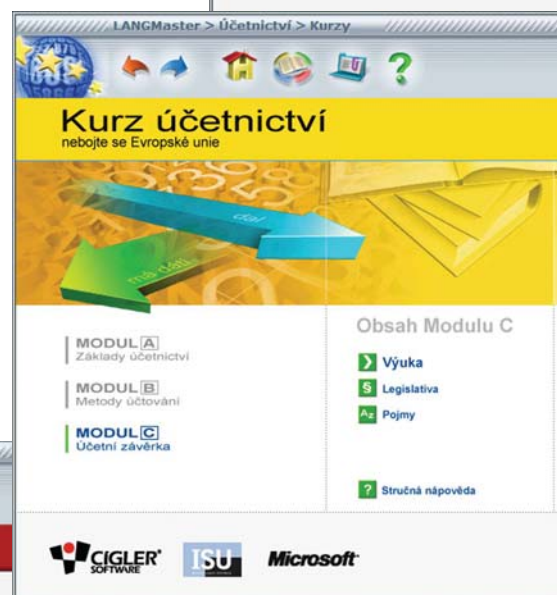 LANGMaster > Účetnictví > Kurzy
Kurz účetnictví
nebojte se Evropské unie
dal
má dáti
MODUL A
Základy účetnictví
MODUL B
Metody účtování
MODUL C
Účetní závěrka
Obsah Modulu C
Výuka
§ Legislativa
Az Pojmy
? Stručná nápověda
CIGLER SOFTWARE
ISU
Microsoft